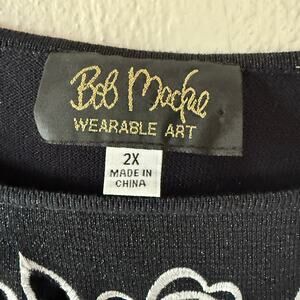 Bob Mackie
WEARABLE ART
2X
MADE IN
CHINA